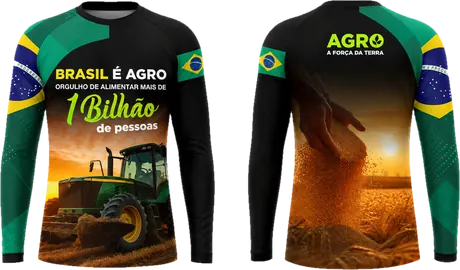 BRASIL É AGRO
ORGULHO DE ALIMENTAR MAIS DE
1 Bilhão
de pessoas
AGRO
A FORÇA DA TERRA